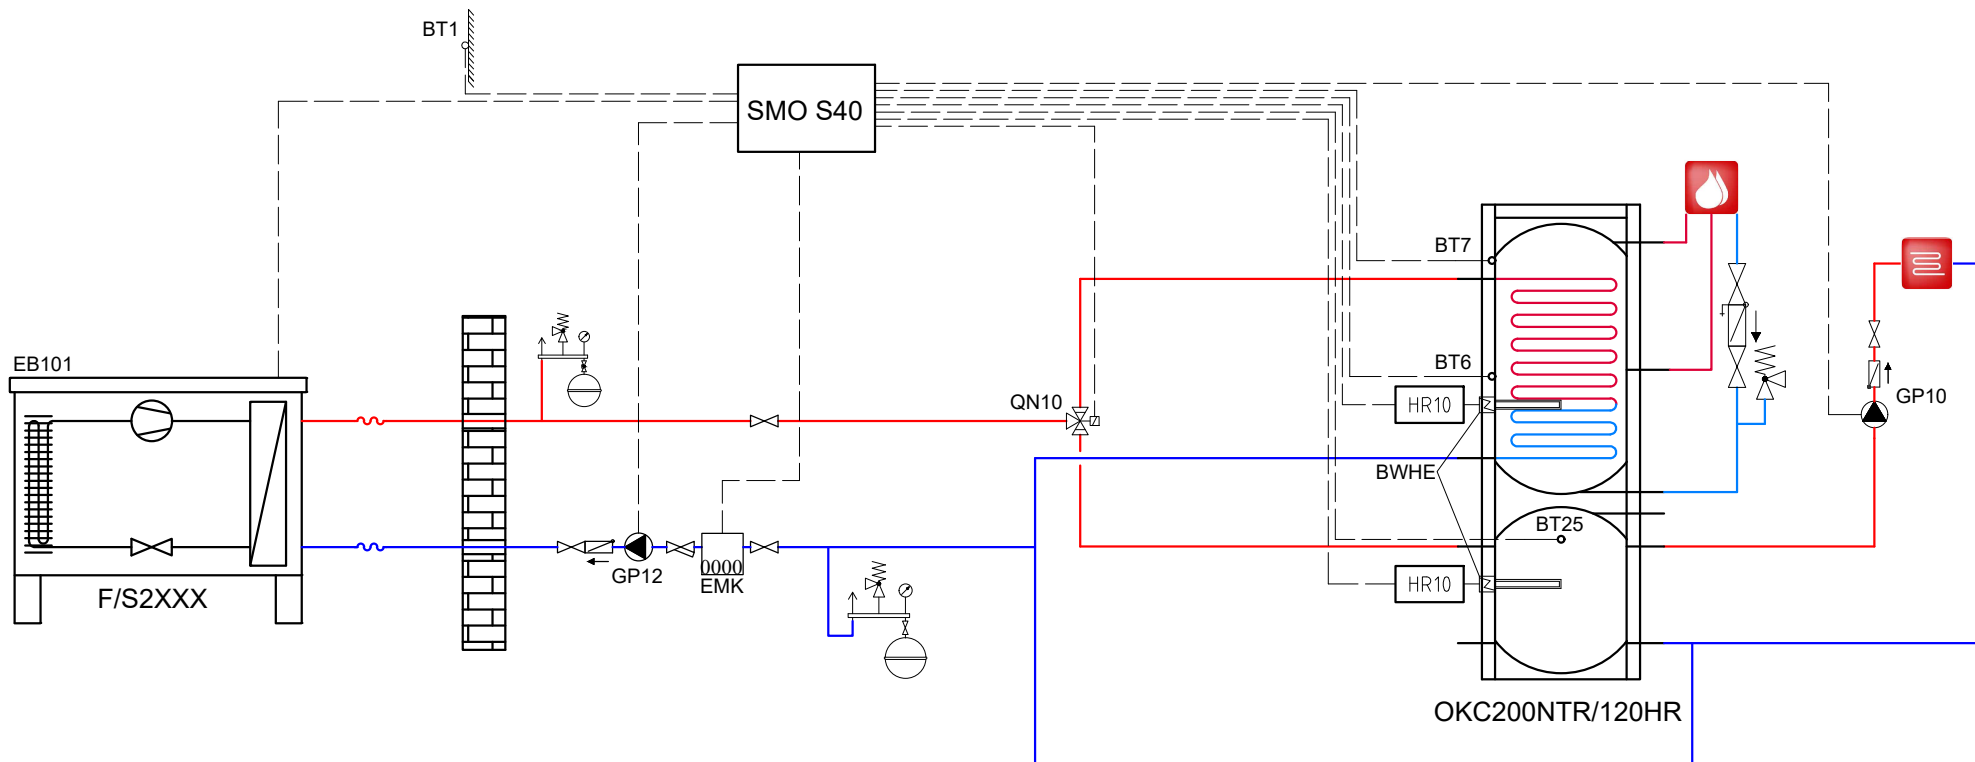 BT1
SMO S40
BT7
EB101
BT6
QN10
HR10
GP10
BWHE
BT25
GP12
EMK
0000
HR10
F/S2XXX
OKC200NTR/120HR